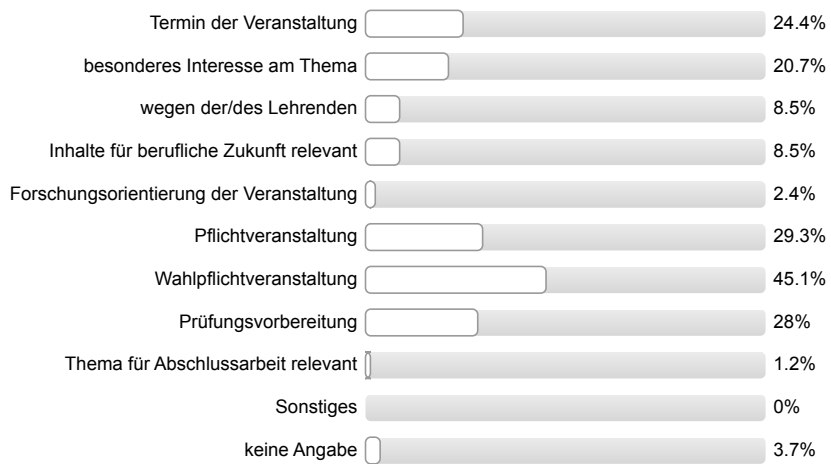 Termin der Veranstaltung 24.4%
besonderes Interesse am Thema 20.7%
wegen der/des Lehrenden 8.5%
Inhalte für berufliche Zukunft relevant 8.5%
Forschungsorientierung der Veranstaltung 2.4%
Pflichtveranstaltung 29.3%
Wahlpflichtveranstaltung 45.1%
Prüfungsvorbereitung 28%
Thema für Abschlussarbeit relevant 1.2%
Sonstiges 0%
keine Angabe 3.7%